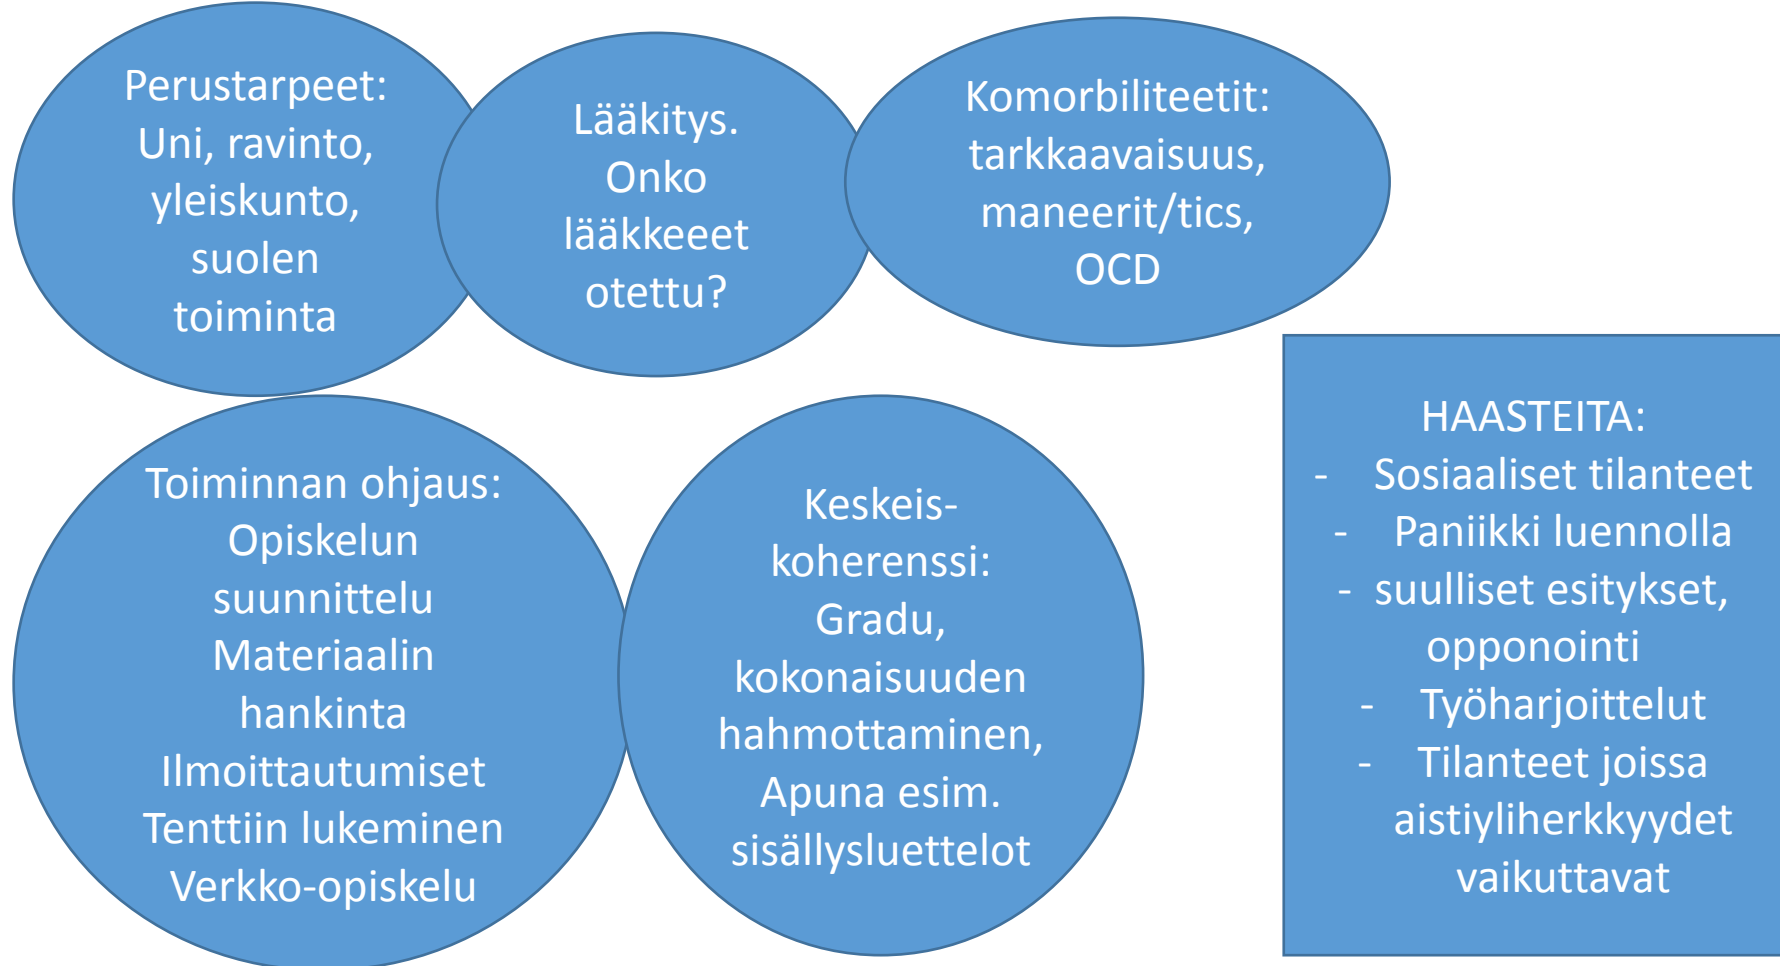 Perustarpeet:
Uni, ravinto,
yleiskunto,
suolen
toiminta
Lääkitys.
Onko
lääkkeeet
otettu?
Komorbiliteetit:
tarkkaavaisuus,
maneerit/tics,
OCD
Toiminnan ohjaus:
Opiskelun
suunnittelu
Materiaalin
hankinta
Ilmoittautumiset
Tenttiin lukeminen
Verkko-opiskelu
Keskeis-
koherenssi:
Gradu,
kokonaisuuden
hahmottaminen,
Apuna esim.
sisällysluettelot
HAASTEITA:
- Sosiaaliset tilanteet
- Paniikki luennolla
- suulliset esitykset,
opponointi
- Työharjoittelut
- Tilanteet joissa
aistiyliherkkyydet
vaikuttavat